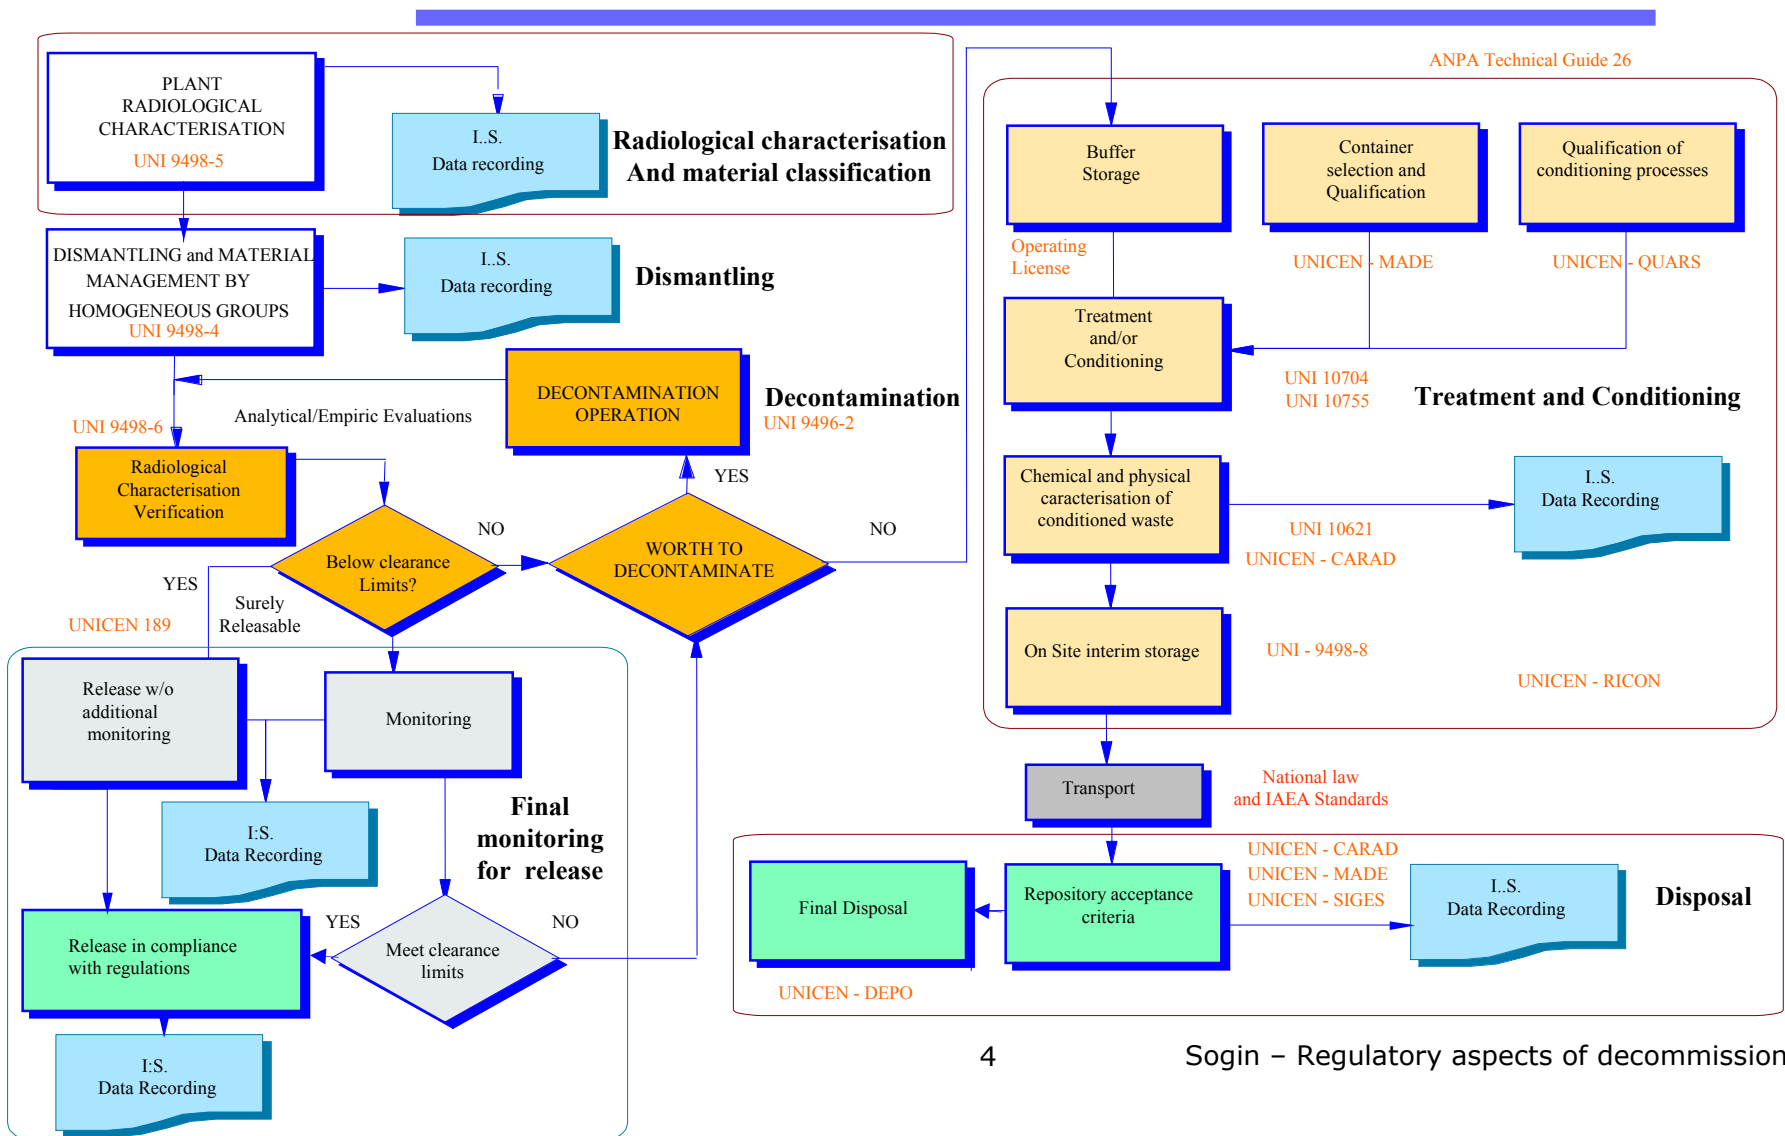 PLANT
RADIOLOGICAL
CHARACTERISATION
UNI 9498-5
I..S.
Data recording
Radiological characterisation
And material classification
DISMANTLING and MATERIAL
MANAGEMENT BY
HOMOGENEOUS GROUPS
UNI 9498-4
I..S.
Data recording
Dismantling
DECONTAMINATION
OPERATION
Decontamination
UNI 9496-2
Analytical/Empiric Evaluations
UNI 9498-6
Radiological
Characterisation
Verification
YES
NO
NO
Below clearance
Limits?
WORTH TO
DECONTAMINATE
YES
Surely
Releasable
UNICEN 189
Release w/o
additional
monitoring
Monitoring
I:S.
Data Recording
Final
monitoring
for release
YES
NO
Release in compliance
with regulations
Meet clearance
limits
I:S.
Data Recording
ANPA Technical Guide 26
Buffer
Storage
Container
selection and
Qualification
Qualification of
conditioning processes
Operating
License
UNICEN - MADE
UNICEN - QUARS
Treatment
and/or
Conditioning
UNI 10704
UNI 10755
Treatment and Conditioning
Chemical and physical
caracterisation of
conditioned waste
I..S.
Data Recording
UNI 10621
UNICEN - CARAD
On Site interim storage
UNI - 9498-8
UNICEN - RICON
Transport
National law
and IAEA Standards
UNICEN - CARAD
UNICEN - MADE
UNICEN - SIGES
Final Disposal
Repository acceptance
criteria
I..S.
Data Recording
Disposal
UNICEN - DEPO
4
Sogin – Regulatory aspects of decommission